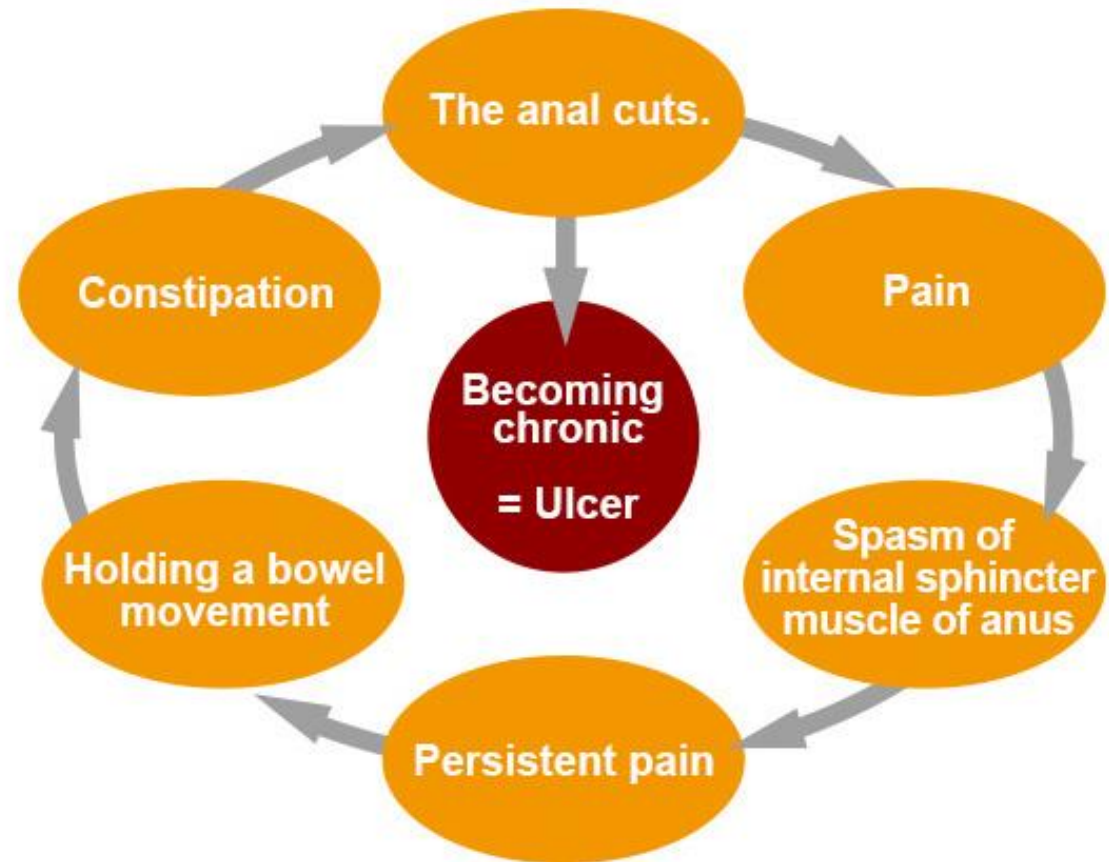 The anal cuts.
Pain
Spasm of
internal sphincter
muscle of anus
Persistent pain
Holding a bowel
movement
Constipation
Becoming
chronic
= Ulcer